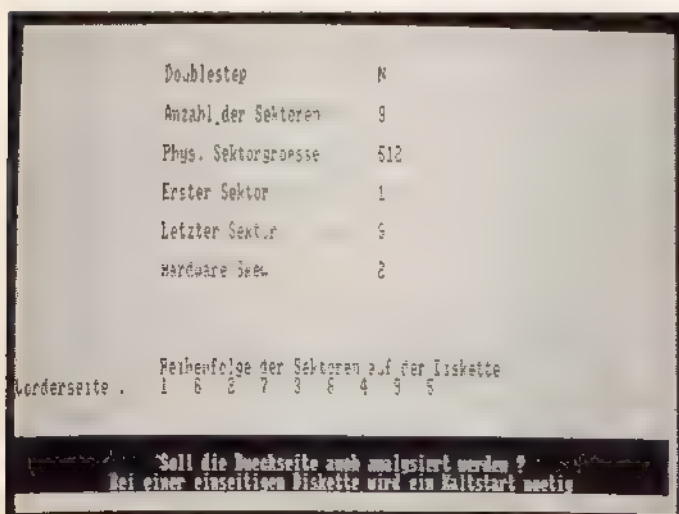 Doublestep N
Anzahl der Sektoren 9
Phys. Sektorgroesse 512
Erster Sektor 1
Letzter Sektor 9
Hardware Skew 2
Reihenfolge der Sektoren auf der Diskette
Vorderseite . 1 6 2 7 3 8 4 9 5
Soll die Rueckseite auch analysiert werden ?
Bei einer einseitigen Diskette wird ein Kaltstart noetig